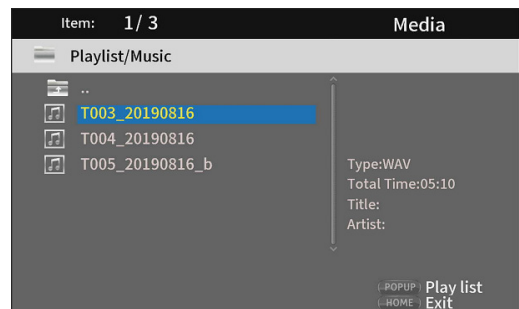 Item: 1/ 3 Media
Playlist/Music
..
T003_20190816
T004_20190816
T005_20190816_b
Type:WAV
Total Time:05:10
Title:
Artist:
POPUP Play list
HOME Exit